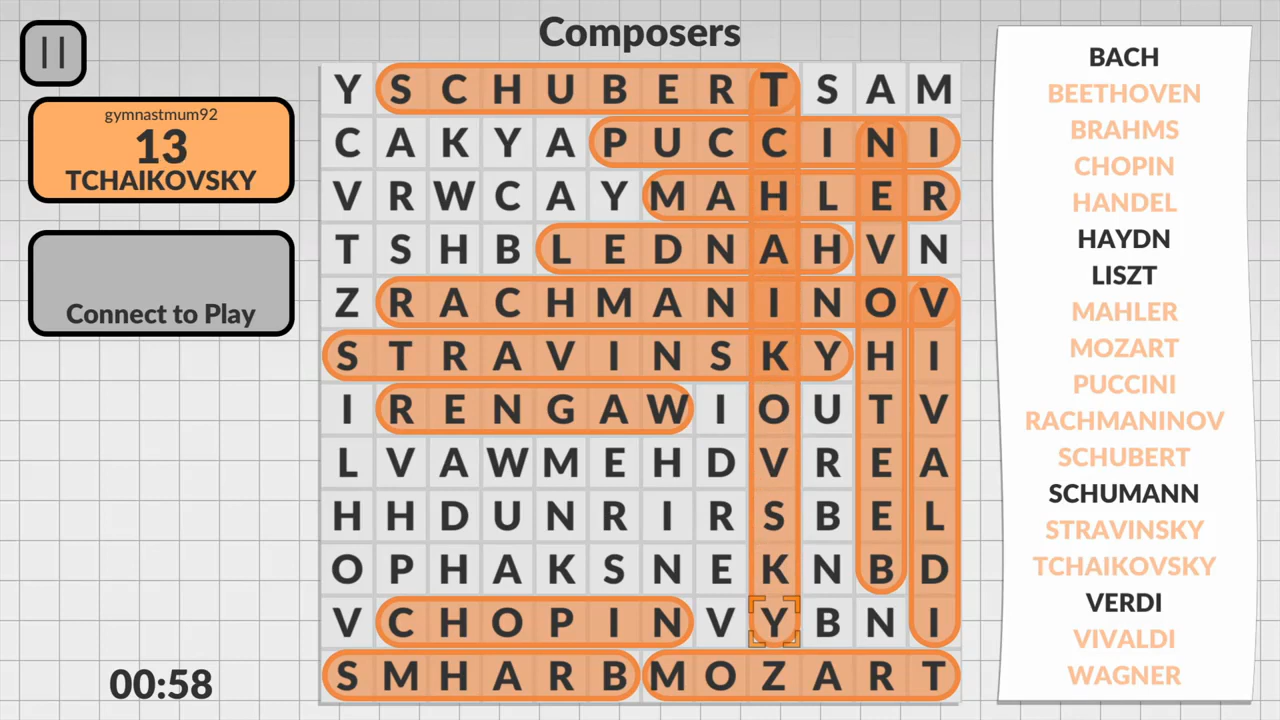 Composers
gymnastmum92
13
TCHAIKOVSKY
Connect to Play
00:58
Y S C H U B E R T S A M
C A K Y A P U C C I N I
V R W C A Y M A H L E R
T S H B L E D N A H V N
Z R A C H M A N I N O V
S T R A V I N S K Y H I
I R E N G A W I O U T V
L V A W M E H D V R E A
H H D U N R I R S B E L
O P H A K S N E K N B D
V C H O P I N V Y B N I
S M H A R B M O Z A R T
BACH
BEETHOVEN
BRAHMS
CHOPIN
HANDEL
HAYDN
LISZT
MAHLER
MOZART
PUCCINI
RACHMANINOV
SCHUBERT
SCHUMANN
STRAVINSKY
TCHAIKOVSKY
VERDI
VIVALDI
WAGNER